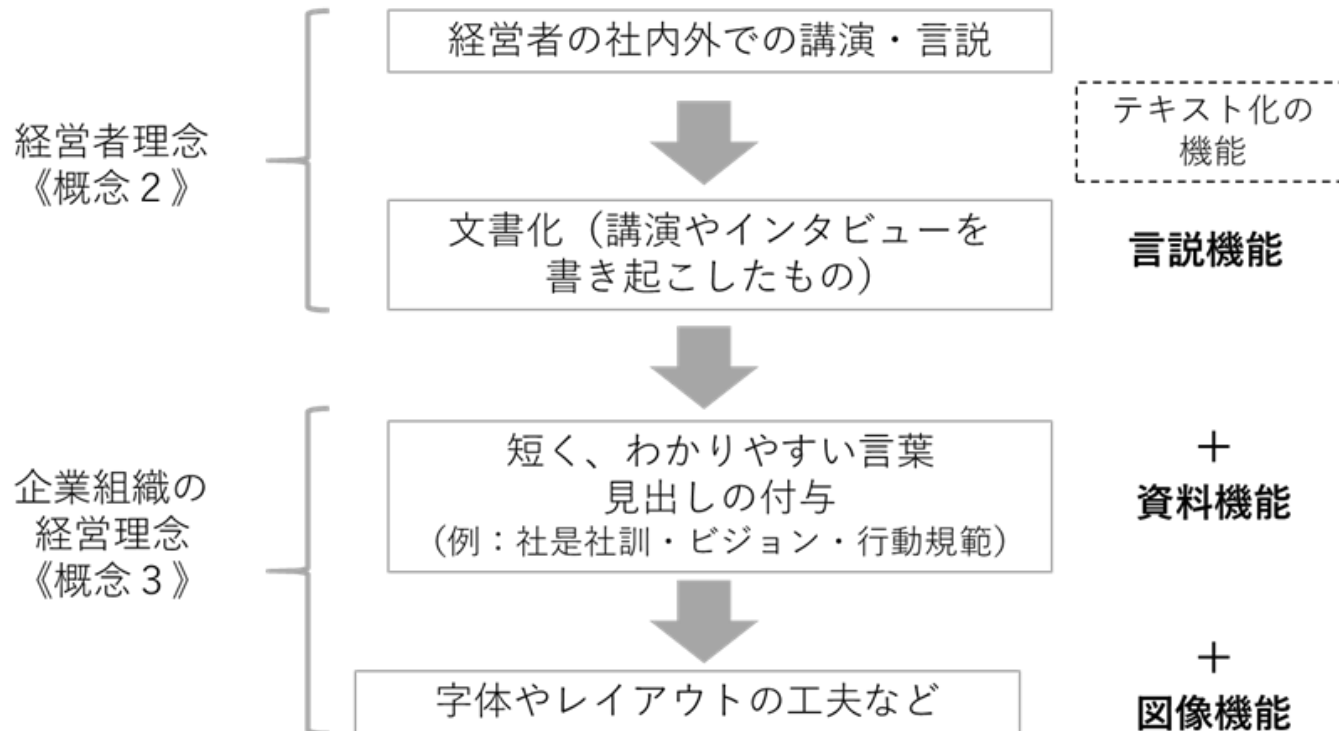 経営者の社内外での講演・言説
テキスト化の
機能
経営者理念
《概念２》
文書化（講演やインタビューを
書き起こしたもの）
言説機能
短く、わかりやすい言葉
見出しの付与
（例：社是社訓・ビジョン・行動規範）
＋
資料機能
企業組織の
経営理念
《概念３》
字体やレイアウトの工夫など
＋
図像機能